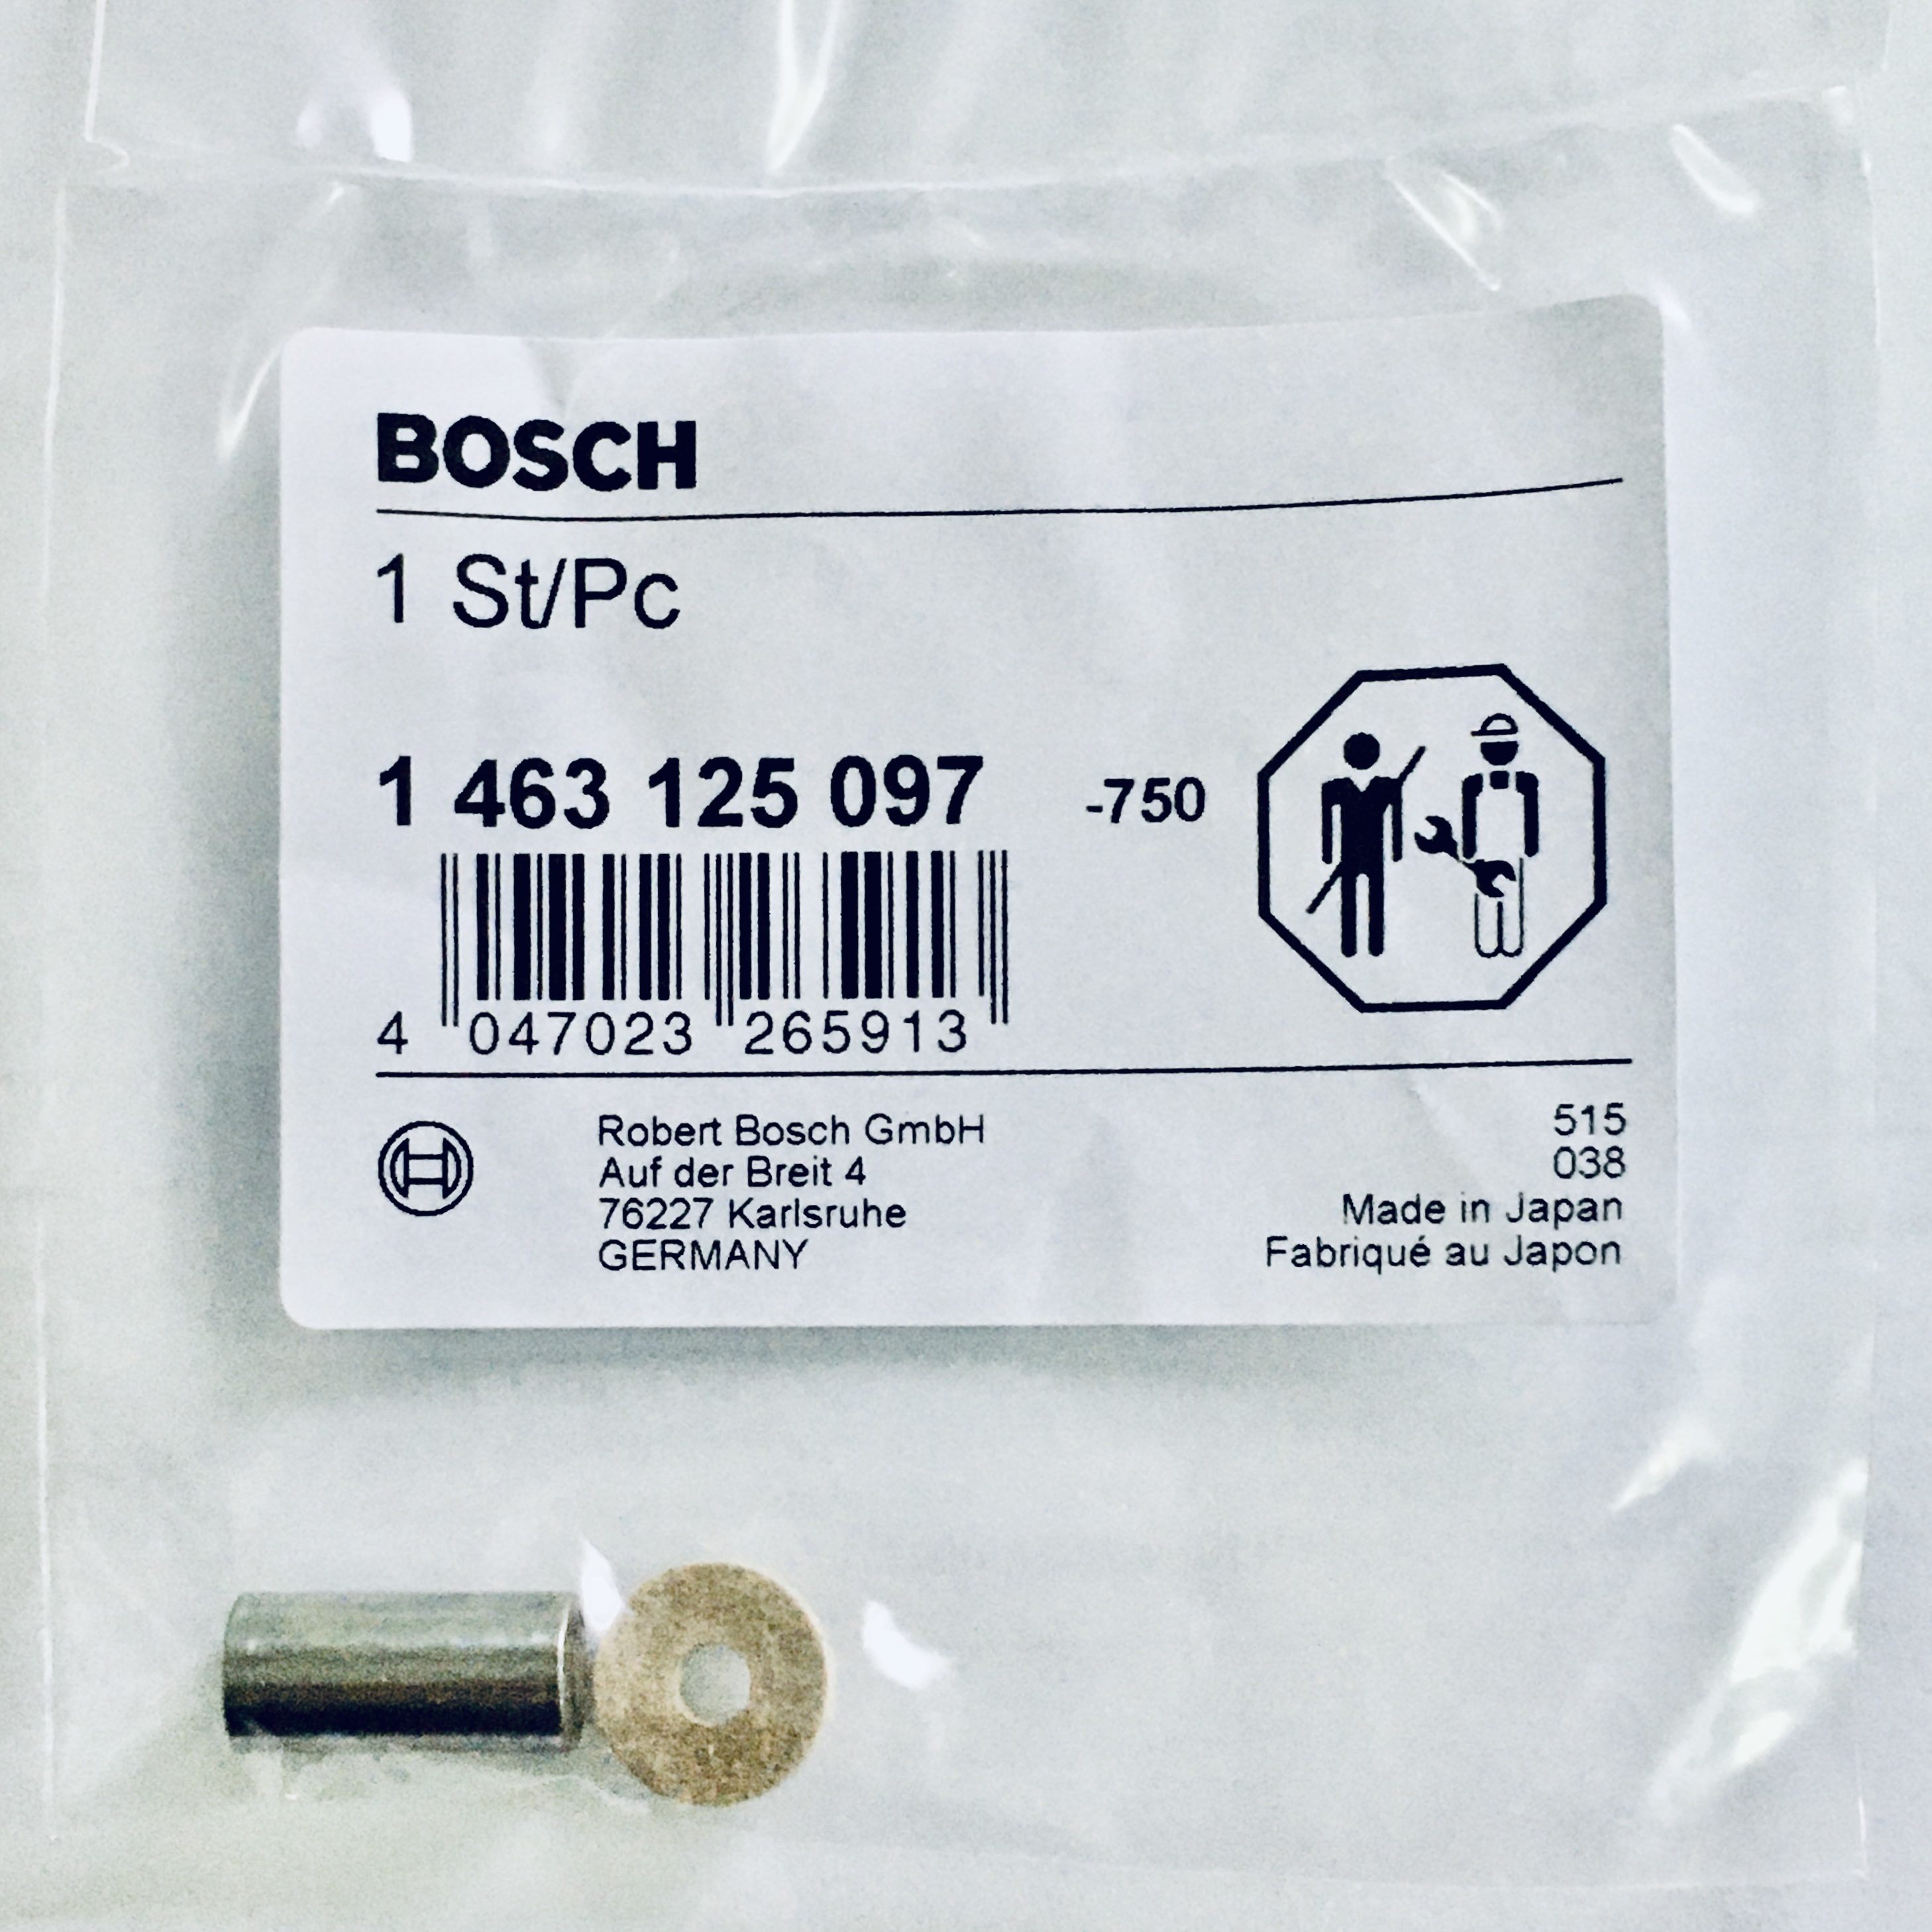 BOSCH
1 St/Pc
1 463 125 097 -750
4 047023 265913
Robert Bosch GmbH
Auf der Breit 4
76227 Karlsruhe
GERMANY
515
038
Made in Japan
Fabriqué au Japon